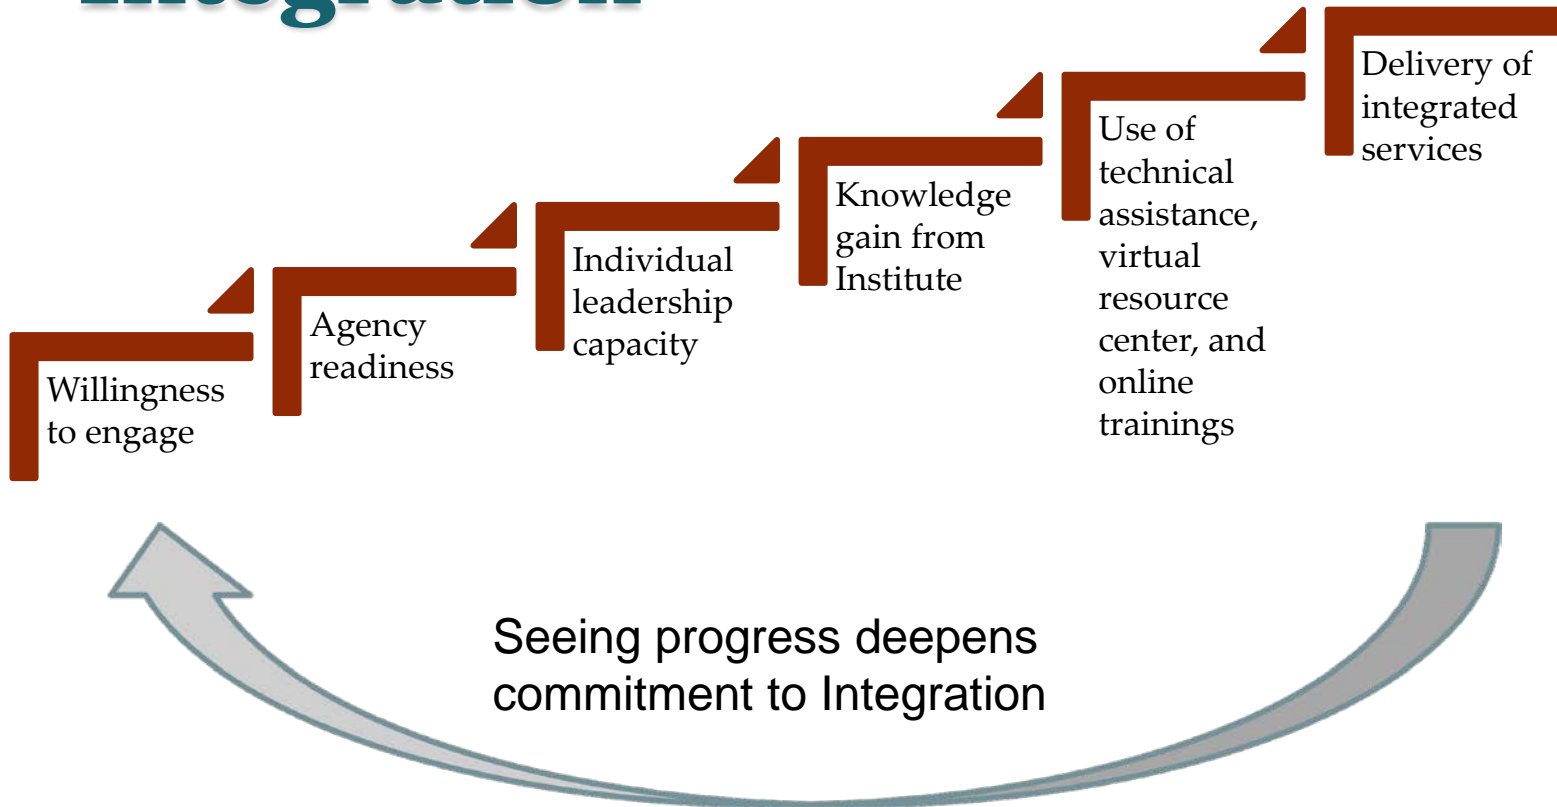 Integration
Willingness
to engage
Agency
readiness
Individual
leadership
capacity
Knowledge
gain from
Institute
Use of
technical
assistance,
virtual
resource
center, and
online
trainings
Delivery of
integrated
services
Seeing progress deepens
commitment to Integration